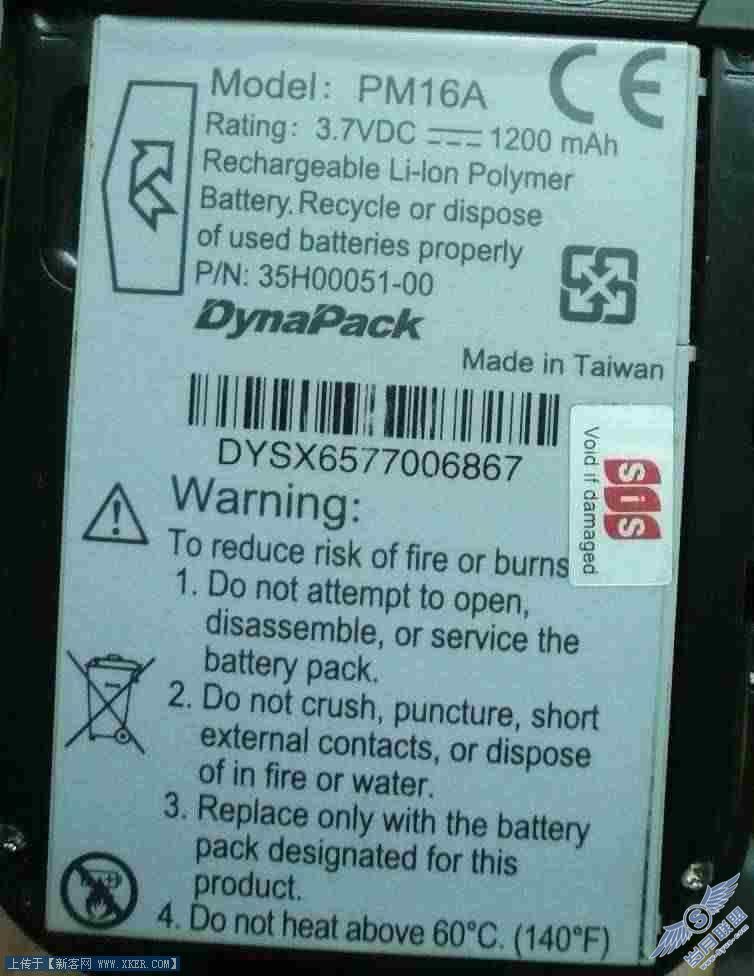 Model: PM16A
CE
Rating: 3.7VDC 1200 mAh
Rechargeable Li-Ion Polymer
Battery. Recycle or dispose
of used batteries properly
P/N: 35H00051-00
DynaPack
Made in Taiwan
DYSX6577006867
sis
Void if damaged
Warning:
To reduce risk of fire or burns
1. Do not attempt to open,
disassemble, or service the
battery pack.
2. Do not crush, puncture, short
external contacts, or dispose
of in fire or water.
3. Replace only with the battery
pack designated for this
product.
4. Do not heat above 60°C. (140°F)
上传于【新客网 www.xker.com】
岁月联盟